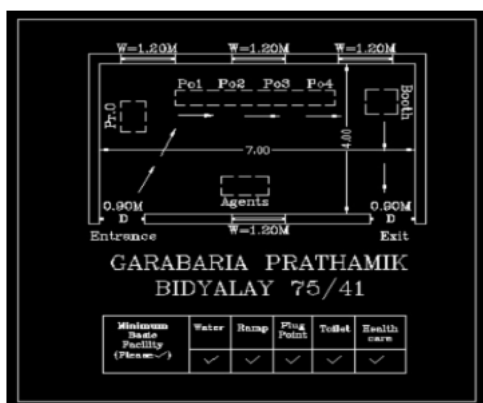 W=1.20M W=1.20M W=1.20M
Po1 Po2 Po3 Po4
Pr.O
Booth
7.00
4.00
Agents
0.90M
D
Entrance
W=1.20M
0.90M
D
Exit
GARABARIA PRATHAMIK
BIDYALAY 75/41
Minimum
Basic
Facility
(Please✓)
Water
Ramp
Plug
Point
Toilet
Health
care
✓ ✓ ✓ ✓ ✓